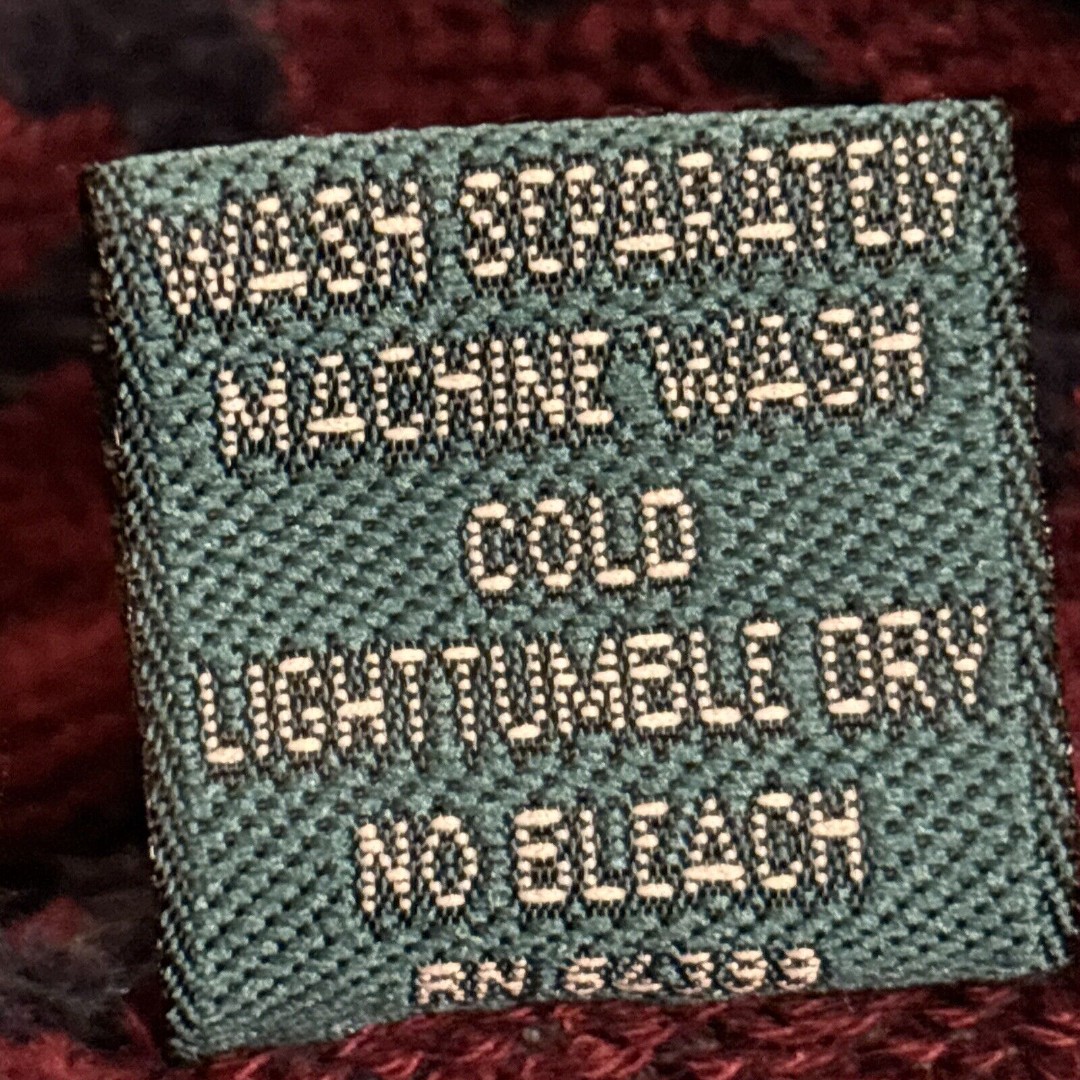 WASH SEPARATELY
MACHINE WASH
COLD
LIGHT TUMBLE DRY
NO BLEACH
RN